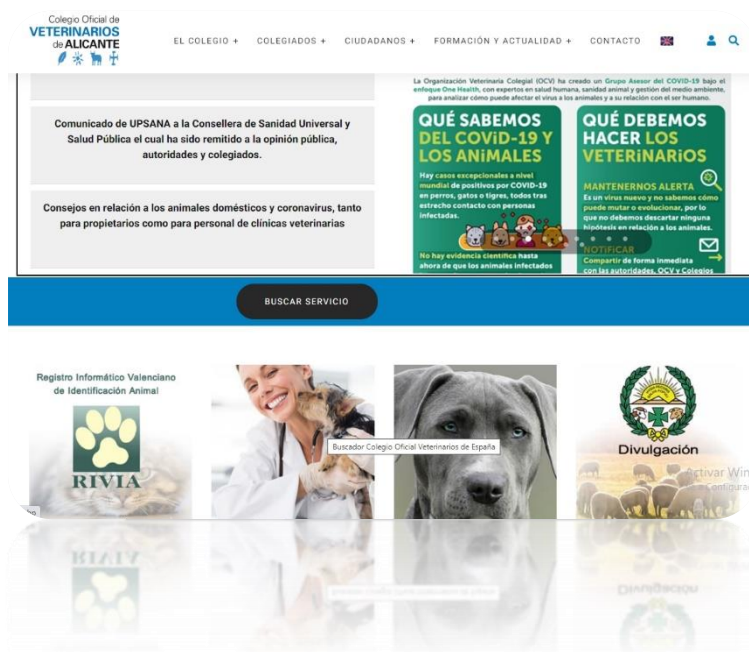 Colegio Oficial de
VETERINARIOS
de ALICANTE
EL COLEGIO +
COLEGIADOS +
CIUDADANOS +
FORMACIÓN Y ACTUALIDAD +
CONTACTO
Comunicado de UPSANA a la Consellera de Sanidad Universal y
Salud Pública el cual ha sido remitido a la opinión pública,
autoridades y colegiados.
Consejos en relación a los animales domésticos y coronavirus, tanto
para propietarios como para personal de clínicas veterinarias
La Organización Veterinaria Colegial (OCV) ha creado un Grupo Asesor del COVID-19 bajo el
enfoque One Health, con expertos en salud humana, sanidad animal y gestión del medio ambiente,
para analizar cómo puede afectar el virus a los animales y a su relación con el ser humano.
QUÉ SABEMOS
DEL COViD-19 Y
LOS ANiMALES
Hay casos excepcionales a nivel
mundial de positivos por COVID-19
en perros, gatos o tigres, todos tras
estrecho contacto con personas
infectadas.
No hay evidencia científica hasta
ahora de que los animales infectados
QUÉ DEBEMOS
HACER LOS
VETERiNARiOS
MANTENERNOS ALERTA
Es un virus nuevo y no sabemos cómo
puede mutar o evolucionar, por lo
que no debemos descartar ninguna
hipótesis en relación a los animales.
NOTIFICAR
Compartir de forma inmediata
con las autoridades, OCV y Colegios
BUSCAR SERVICIO
Registro Informático Valenciano
de Identificación Animal
RIVIA
Buscador Colegio Oficial Veterinarios de España
Divulgación
Activar Win